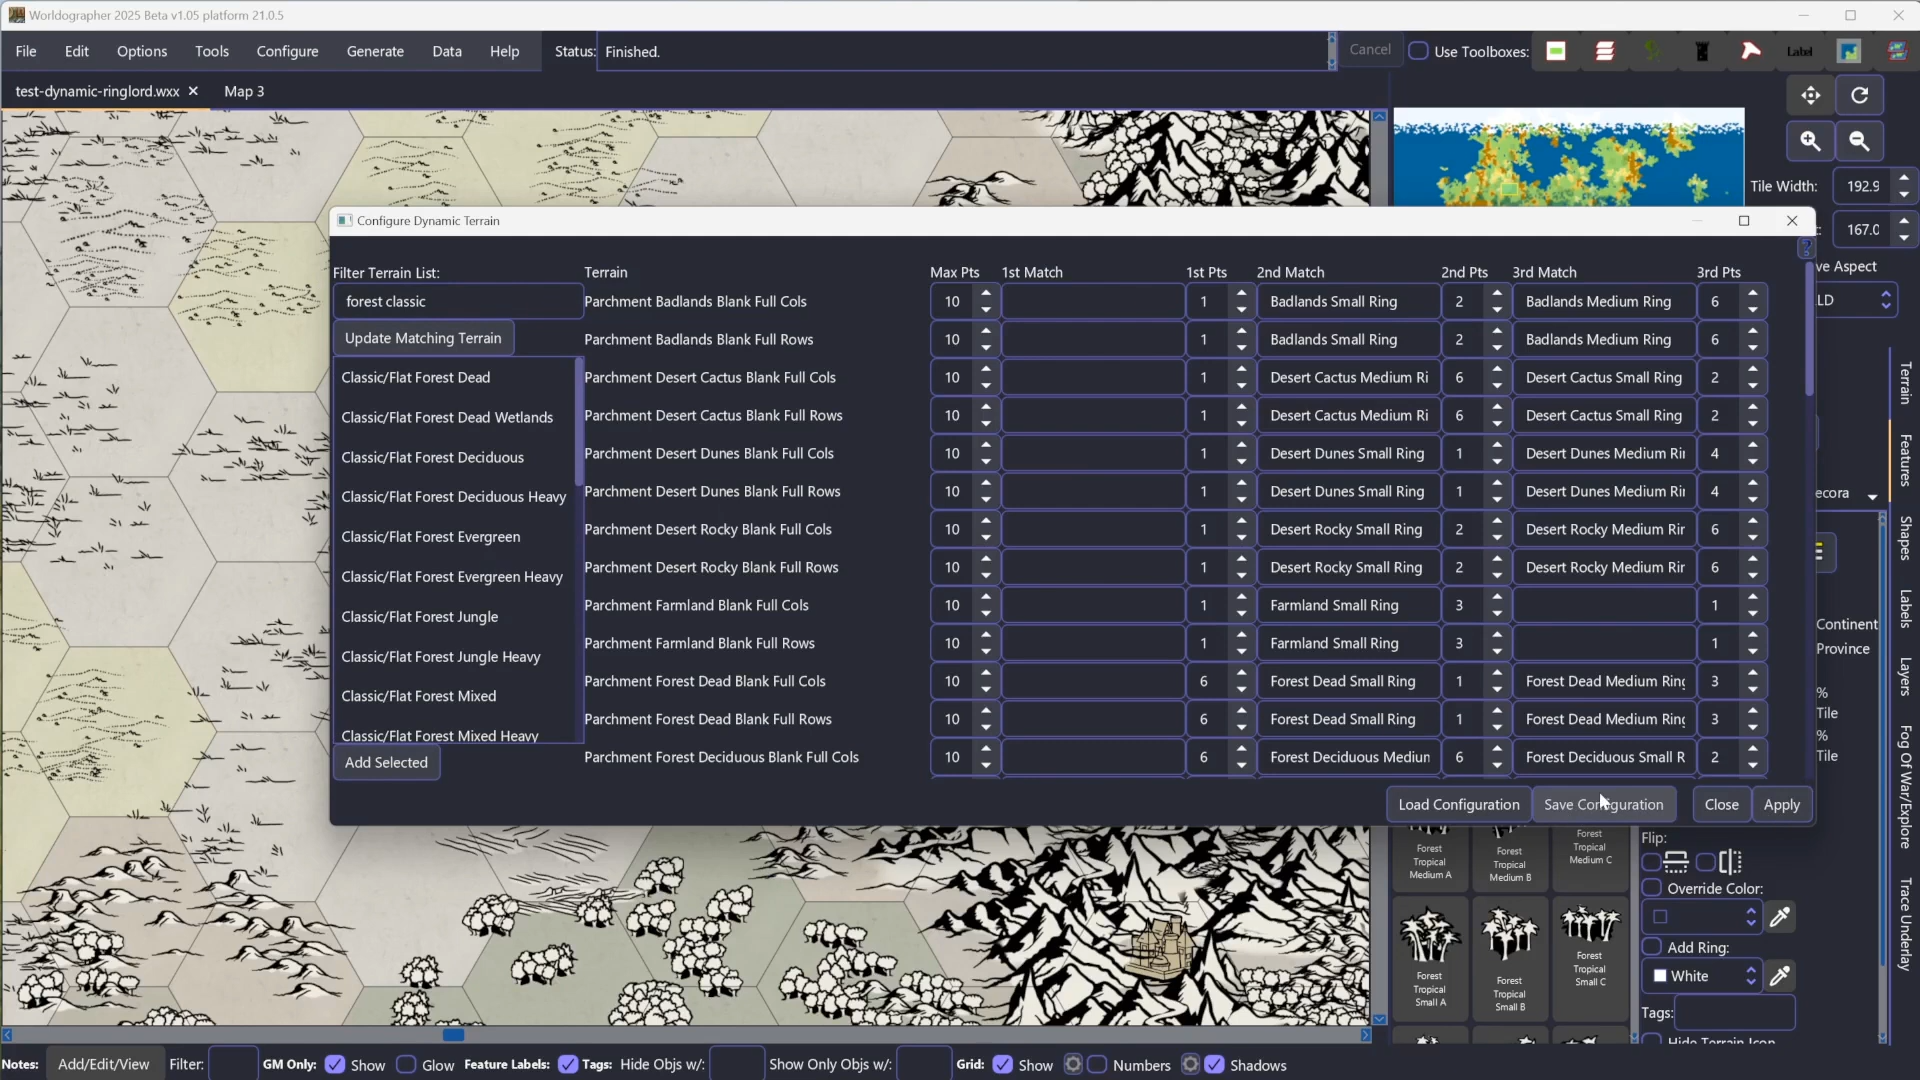 Worldographer 2025 Beta v1.05 platform 21.0.5
File Edit Options Tools Configure Generate Data Help Status: Finished. Cancel Use Toolboxes: Label
test-dynamic-ringlord.wxx Map 3
Tile Width: 192.9
167.0
Configure Dynamic Terrain
?
Filter Terrain List: Terrain Max Pts 1st Match 1st Pts 2nd Match 2nd Pts 3rd Match 3rd Pts
forest classic
Update Matching Terrain
Classic/Flat Forest Dead
Classic/Flat Forest Dead Wetlands
Classic/Flat Forest Deciduous
Classic/Flat Forest Deciduous Heavy
Classic/Flat Forest Evergreen
Classic/Flat Forest Evergreen Heavy
Classic/Flat Forest Jungle
Classic/Flat Forest Jungle Heavy
Classic/Flat Forest Mixed
Classic/Flat Forest Mixed Heavy
Add Selected
Parchment Badlands Blank Full Cols 10 1 Badlands Small Ring 2 Badlands Medium Ring 6
Parchment Badlands Blank Full Rows 10 1 Badlands Small Ring 2 Badlands Medium Ring 6
Parchment Desert Cactus Blank Full Cols 10 1 Desert Cactus Medium Ri 6 Desert Cactus Small Ring 2
Parchment Desert Cactus Blank Full Rows 10 1 Desert Cactus Medium Ri 6 Desert Cactus Small Ring 2
Parchment Desert Dunes Blank Full Cols 10 1 Desert Dunes Small Ring 1 Desert Dunes Medium Rir 4
Parchment Desert Dunes Blank Full Rows 10 1 Desert Dunes Small Ring 1 Desert Dunes Medium Rir 4
Parchment Desert Rocky Blank Full Cols 10 1 Desert Rocky Small Ring 2 Desert Rocky Medium Rir 6
Parchment Desert Rocky Blank Full Rows 10 1 Desert Rocky Small Ring 2 Desert Rocky Medium Rir 6
Parchment Farmland Blank Full Cols 10 1 Farmland Small Ring 3 1
Parchment Farmland Blank Full Rows 10 1 Farmland Small Ring 3 1
Parchment Forest Dead Blank Full Cols 10 6 Forest Dead Small Ring 1 Forest Dead Medium Ring 3
Parchment Forest Dead Blank Full Rows 10 6 Forest Dead Small Ring 1 Forest Dead Medium Ring 3
Parchment Forest Deciduous Blank Full Cols 10 6 Forest Deciduous Mediun 6 Forest Deciduous Small R 2
Load Configuration Save Configuration Close Apply
ve Aspect
LD
ecora
Continent
Province
%
Tile
%
Tile
Terrain
Features
Shapes
Labels
Layers
Fog Of War/Explore
Trace Underlay
Forest
Tropical
Medium A
Forest
Tropical
Medium B
Forest
Tropical
Medium C
Forest
Tropical
Small A
Forest
Tropical
Small B
Forest
Tropical
Small C
Flip:
Override Color:
Add Ring:
White
Tags:
Hide Terrain Icon
Notes: Add/Edit/View Filter: GM Only: Show Glow Feature Labels: Tags: Hide Objs w/: Show Only Objs w/: Grid: Show Numbers Shadows